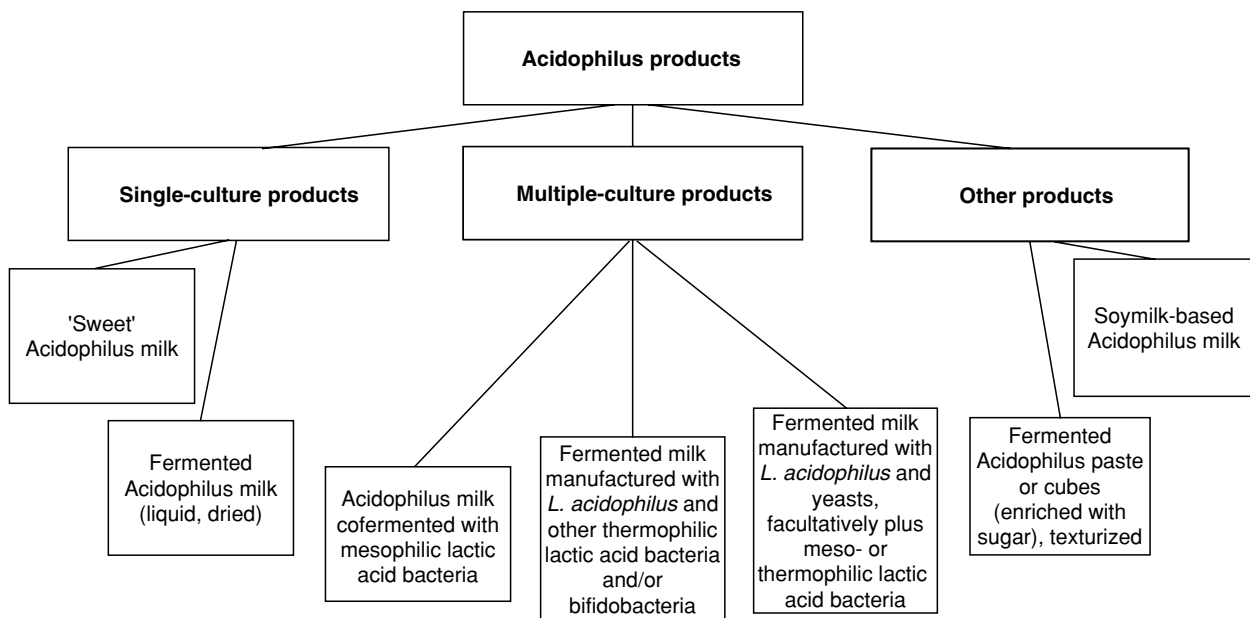 Acidophilus products
Single-culture products
Multiple-culture products
Other products
'Sweet'
Acidophilus milk
Soymilk-based
Acidophilus milk
Fermented
Acidophilus milk
(liquid, dried)
Acidophilus milk
cofermented with
mesophilic lactic
acid bacteria
Fermented milk
manufactured with
L. acidophilus and
other thermophilic
lactic acid bacteria
and/or
bifidobacteria
Fermented milk
manufactured with
L. acidophilus and
yeasts,
facultatively plus
meso- or
thermophilic lactic
acid bacteria
Fermented
Acidophilus paste
or cubes
(enriched with
sugar), texturized